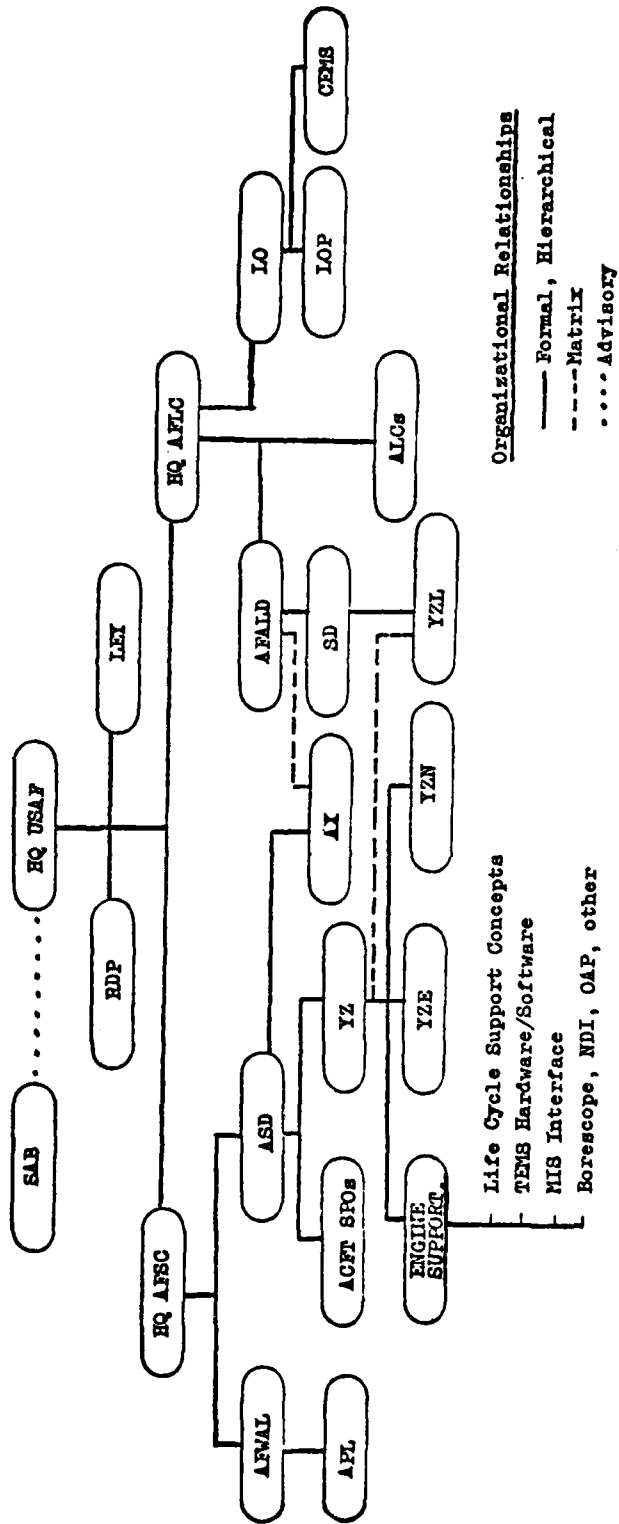 SAB
HQ USAF
RDP
LEY
HQ AFSC
HQ AFLC
AFWAL
ASD
AFALD
LO
APL
ACFT SPOs
YZ
AX
SD
ALCs
LOP
CEMS
ENGINE
SUPPORT.
YZE
YZN
YZL
Life Cycle Support Concepts
TEMS Hardware/Software
MIS Interface
Borescope, NDI, OAP, other
Organizational Relationships
Formal, Hierarchical
Matrix
Advisory